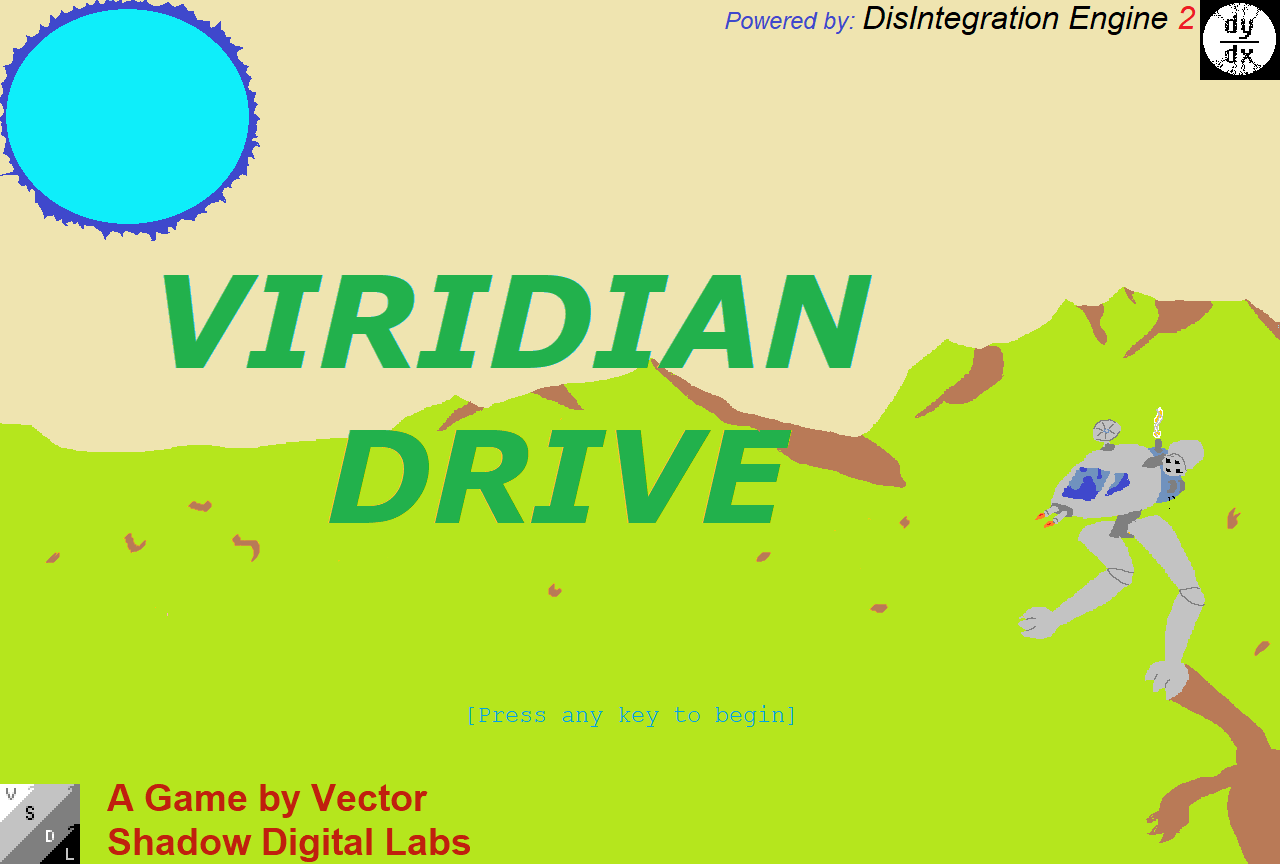 Powered by: DisIntegration Engine 2
dy
dx
VIRIDIAN
DRIVE
[Press any key to begin]
V
S
D
L
A Game by Vector
Shadow Digital Labs